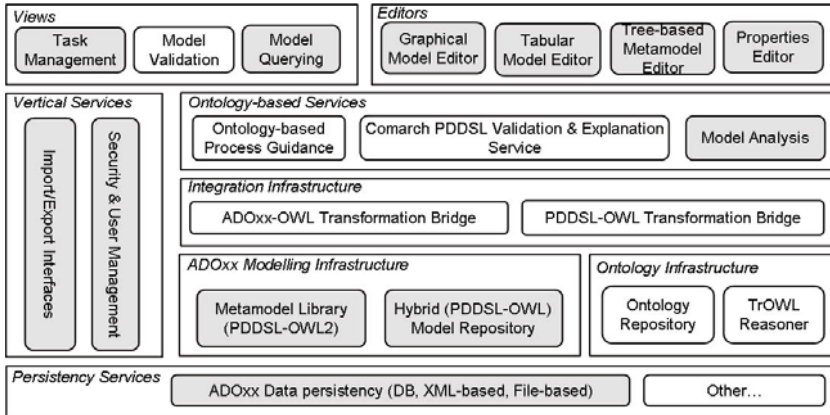 Views
Task
Management
Model
Validation
Model
Querying
Editors
Graphical
Model Editor
Tabular
Model Editor
Tree-based
Metamodel
Editor
Properties
Editor
Vertical Services
Import/Export Interfaces
Security & User Management
Ontology-based Services
Ontology-based
Process Guidance
Comarch PDDSL Validation & Explanation
Service
Model Analysis
Integration Infrastructure
ADOxx-OWL Transformation Bridge
PDDSL-OWL Transformation Bridge
ADOxx Modelling Infrastructure
Metamodel Library
(PDDSL-OWL2)
Hybrid (PDDSL-OWL)
Model Repository
Ontology Infrastructure
Ontology
Repository
TrOWL
Reasoner
Persistency Services
ADOxx Data persistency (DB, XML-based, File-based)
Other…